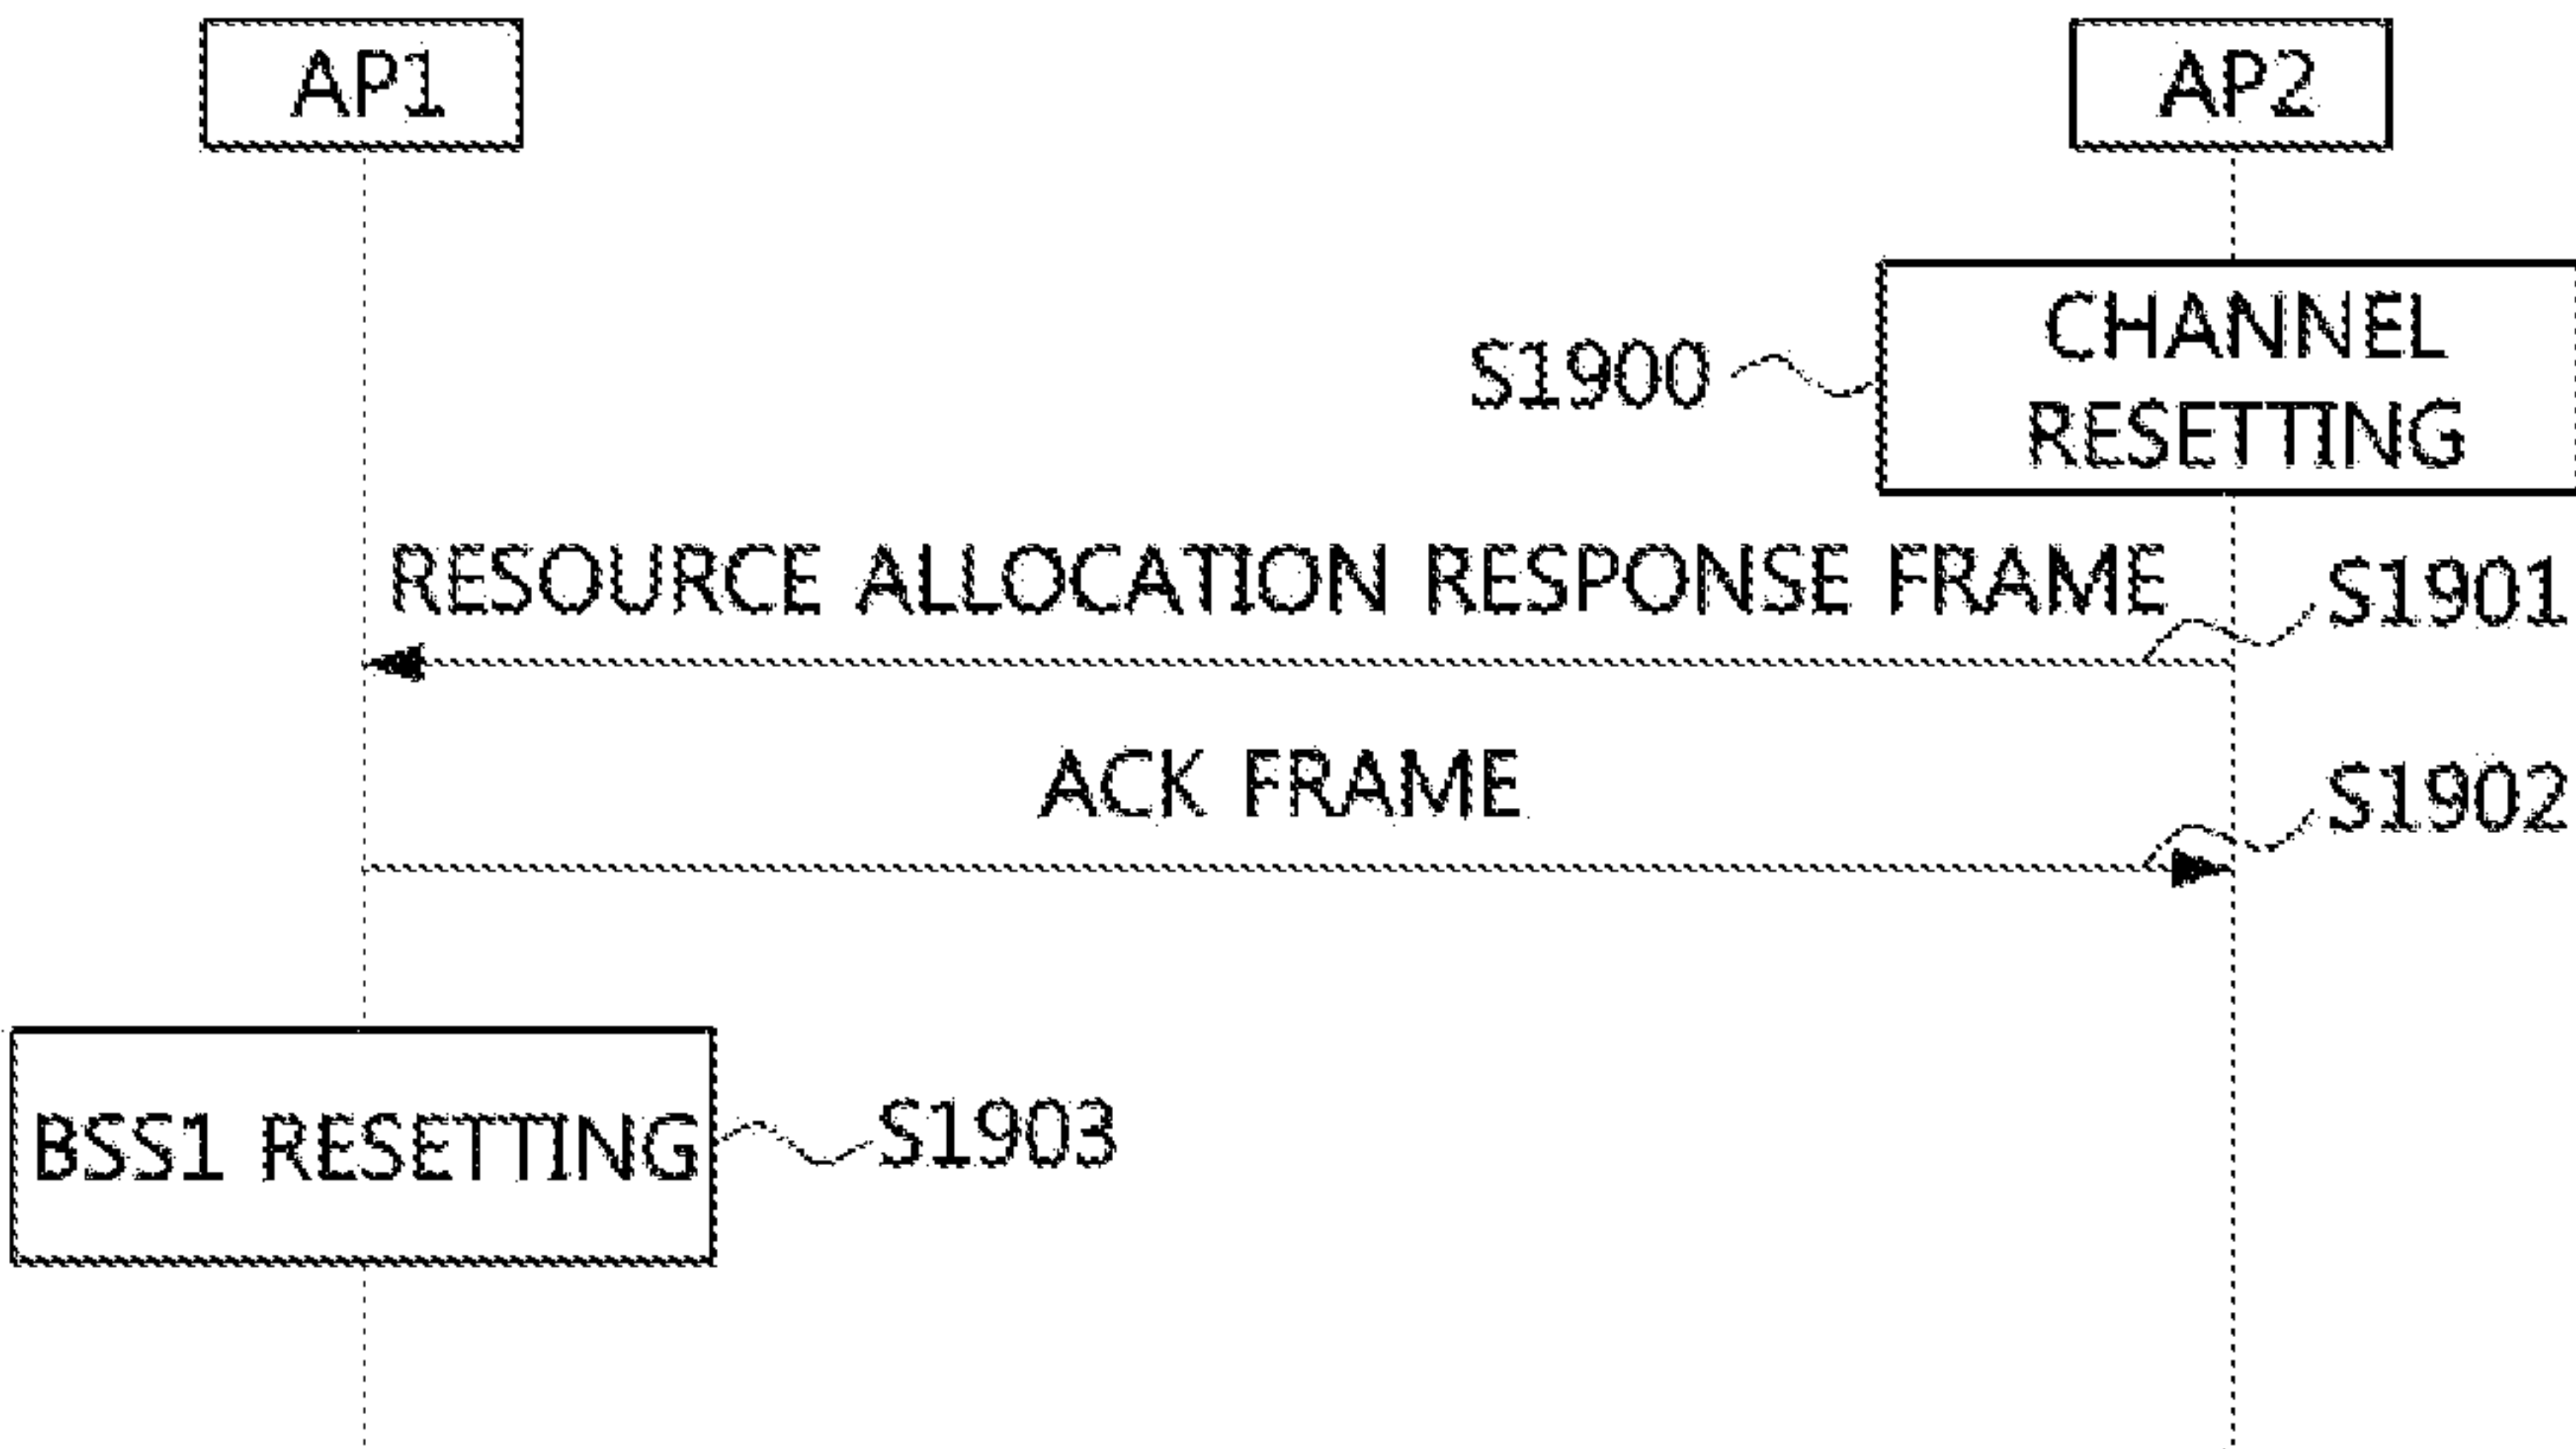 AP1
AP2
CHANNEL
RESETTING
S1900
RESOURCE ALLOCATION RESPONSE FRAME
S1901
ACK FRAME
S1902
BSS1 RESETTING
S1903